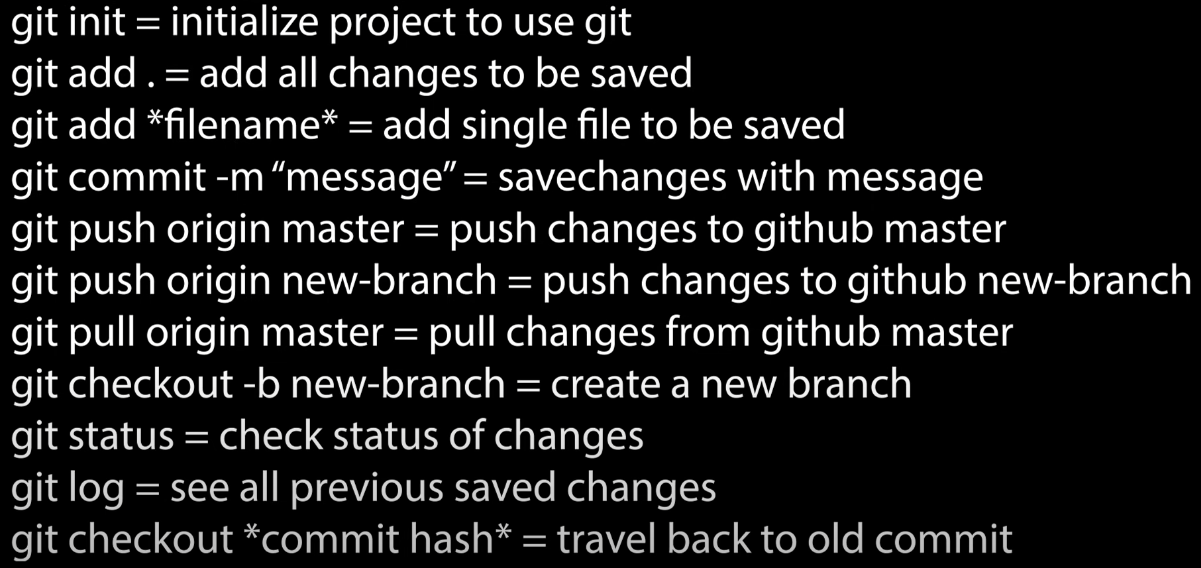 git init = initialize project to use git
git add . = add all changes to be saved
git add *filename* = add single file to be saved
git commit -m “message” = savechanges with message
git push origin master = push changes to github master
git push origin new-branch = push changes to github new-branch
git pull origin master = pull changes from github master
git checkout -b new-branch = create a new branch
git status = check status of changes
git log = see all previous saved changes
git checkout *commit hash* = travel back to old commit